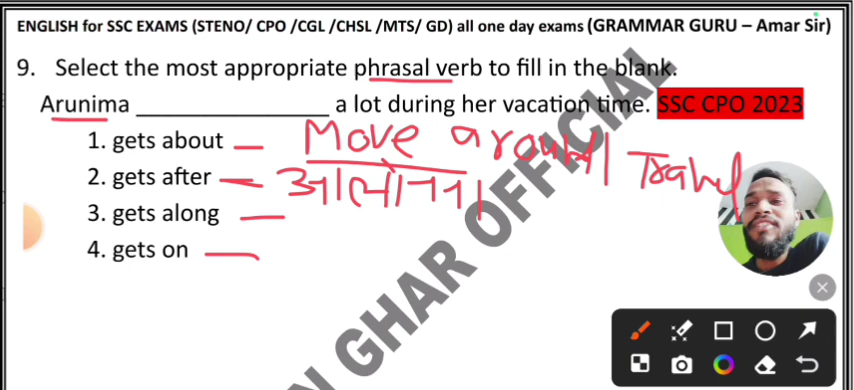 ENGLISH for SSC EXAMS (STENO/ CPO /CGL /CHSL /MTS/ GD) all one day exams (GRAMMAR GURU – Amar Sir)
9. Select the most appropriate phrasal verb to fill in the blank.
Arunima ____________________ a lot during her vacation time. SSC CPO 2023
1. gets about — Move around/ Travel
2. gets after —
3. gets along —
4. gets on —
GHAR OFFICIAL